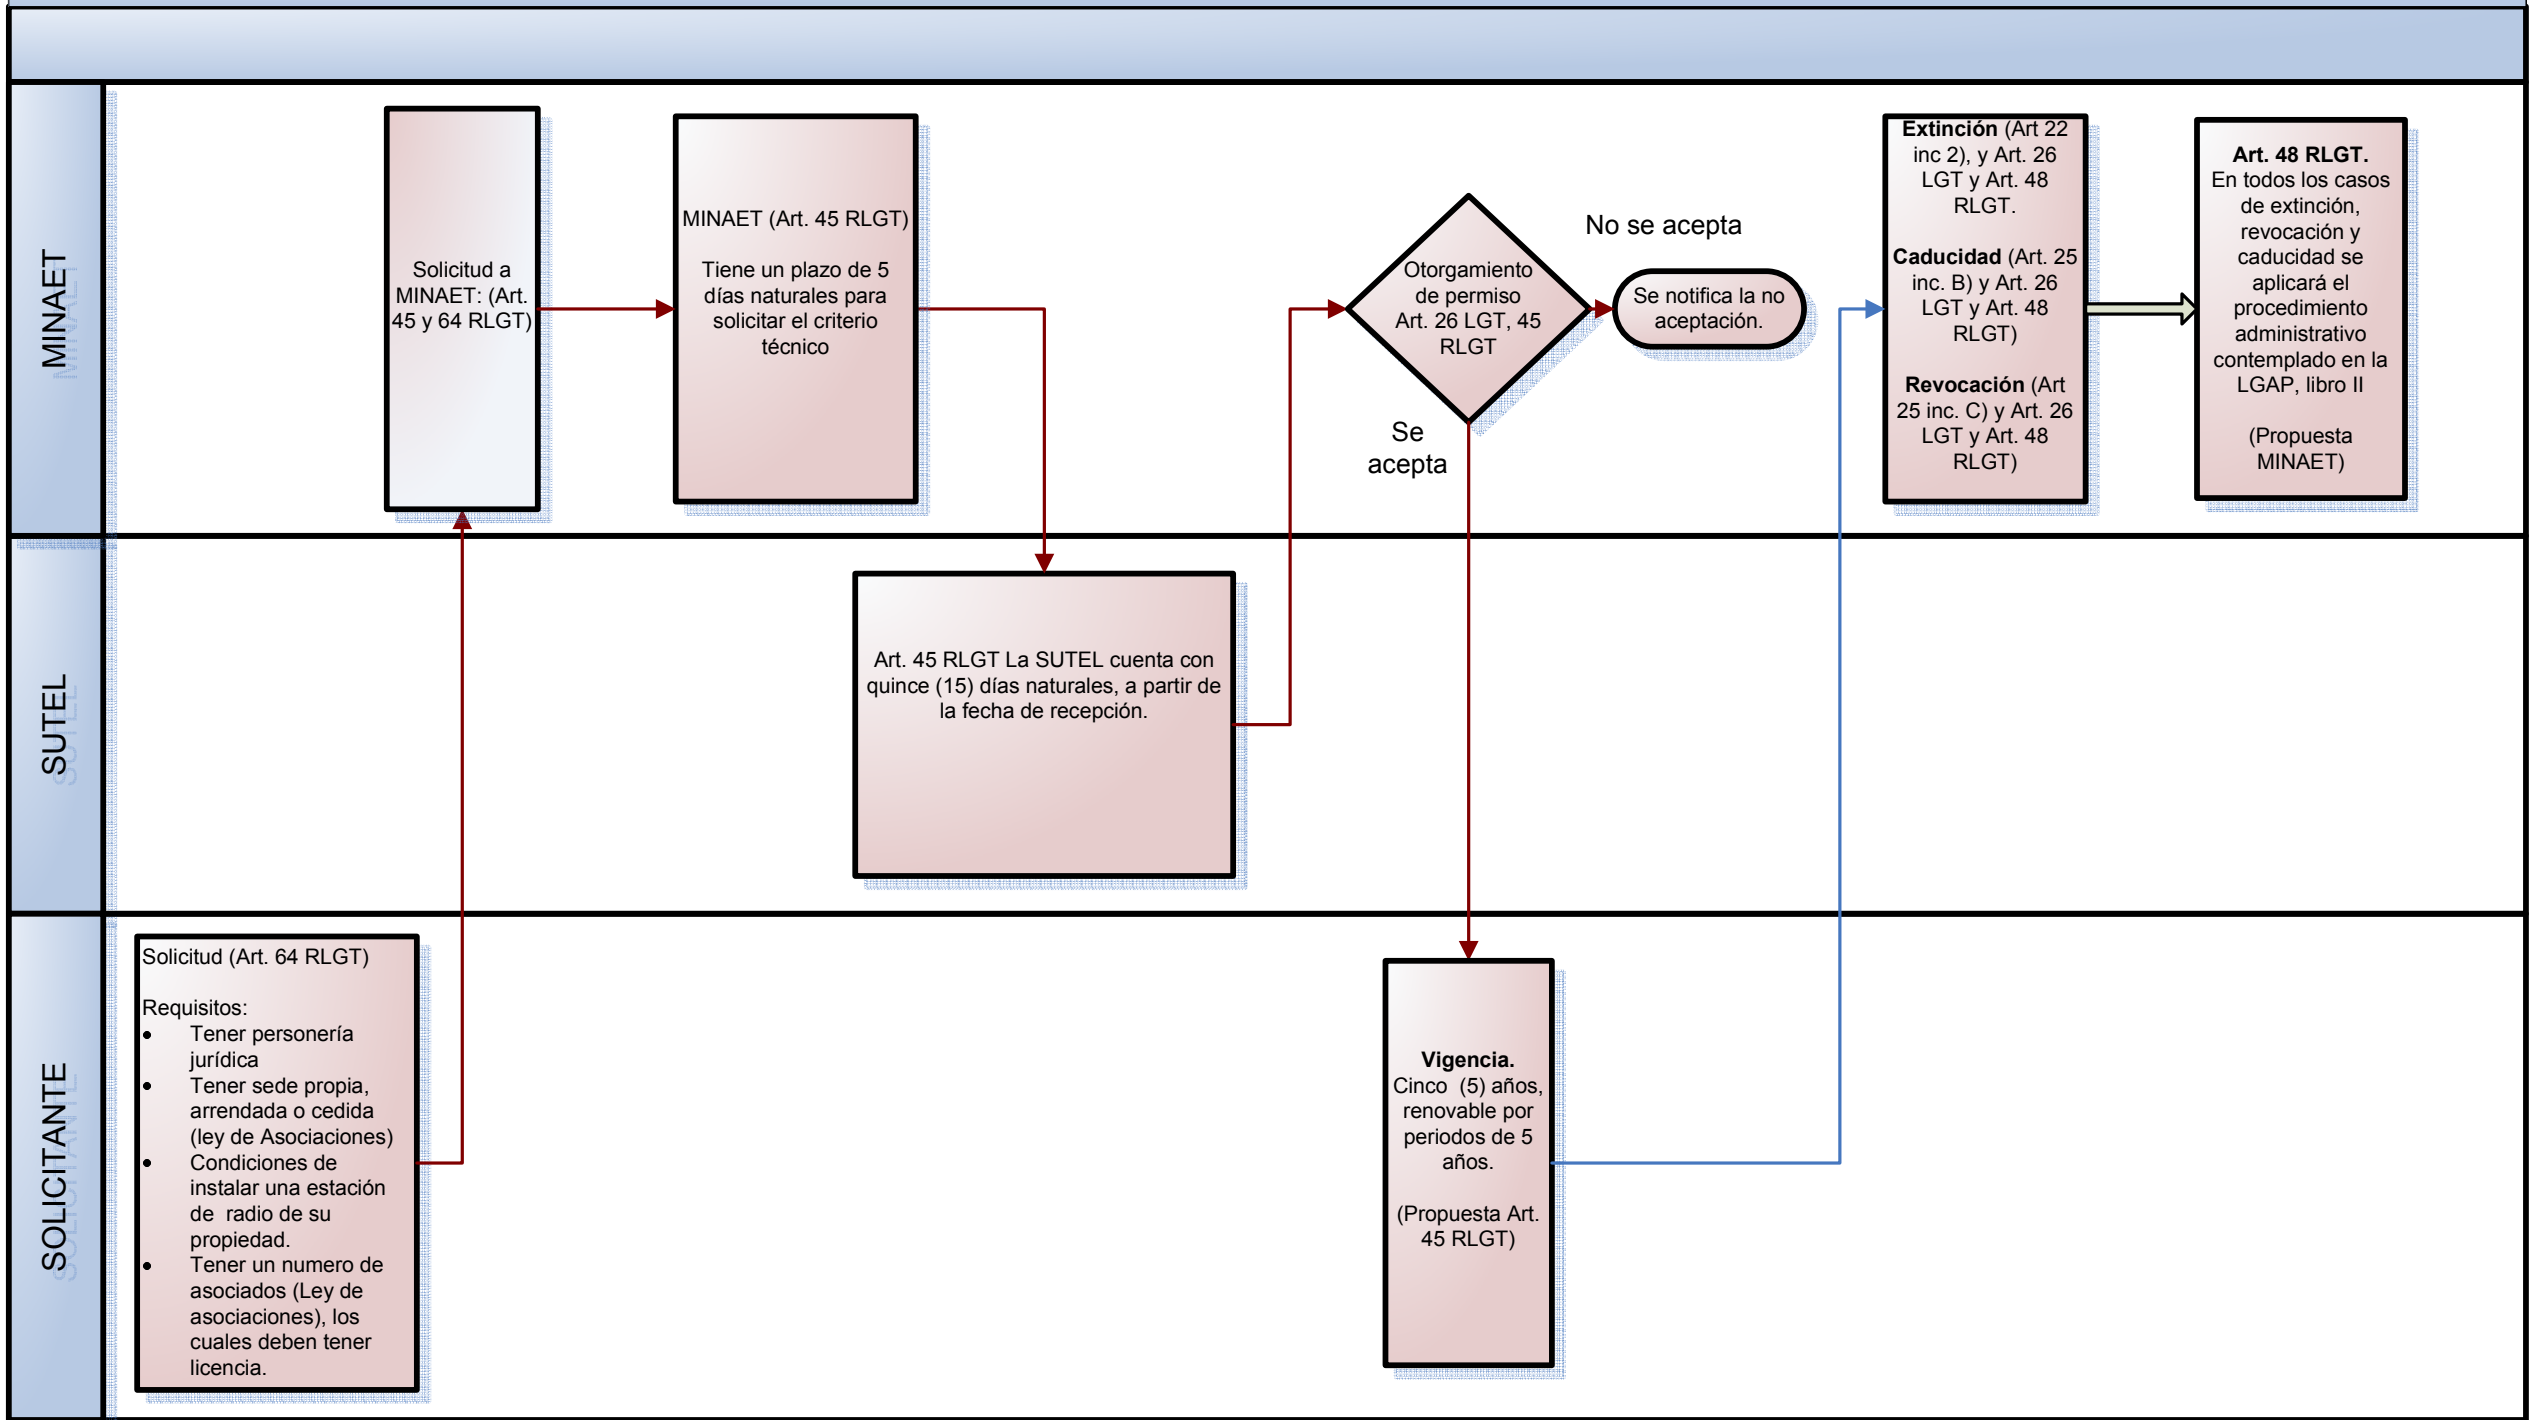 MINAET
Solicitud a
MINAET: (Art.
45 y 64 RLGT)
MINAET (Art. 45 RLGT)
Tiene un plazo de 5
días naturales para
solicitar el criterio
técnico
Otorgamiento
de permiso
Art. 26 LGT, 45
RLGT
No se acepta
Se notifica la no
aceptación.
Se
acepta
Extinción (Art 22
inc 2), y Art. 26
LGT y Art. 48
RLGT.
Caducidad (Art. 25
inc. B) y Art. 26
LGT y Art. 48
RLGT)
Revocación (Art
25 inc. C) y Art. 26
LGT y Art. 48
RLGT)
Art. 48 RLGT.
En todos los casos
de extinción,
revocación y
caducidad se
aplicará el
procedimiento
administrativo
contemplado en la
LGAP, libro II
(Propuesta
MINAET)
SUTEL
Art. 45 RLGT La SUTEL cuenta con
quince (15) días naturales, a partir de
la fecha de recepción.
SOLICITANTE
Solicitud (Art. 64 RLGT)
Requisitos:
• Tener personería
jurídica
• Tener sede propia,
arrendada o cedida
(ley de Asociaciones)
• Condiciones de
instalar una estación
de radio de su
propiedad.
• Tener un numero de
asociados (Ley de
asociaciones), los
cuales deben tener
licencia.
Vigencia.
Cinco (5) años,
renovable por
periodos de 5
años.
(Propuesta Art.
45 RLGT)